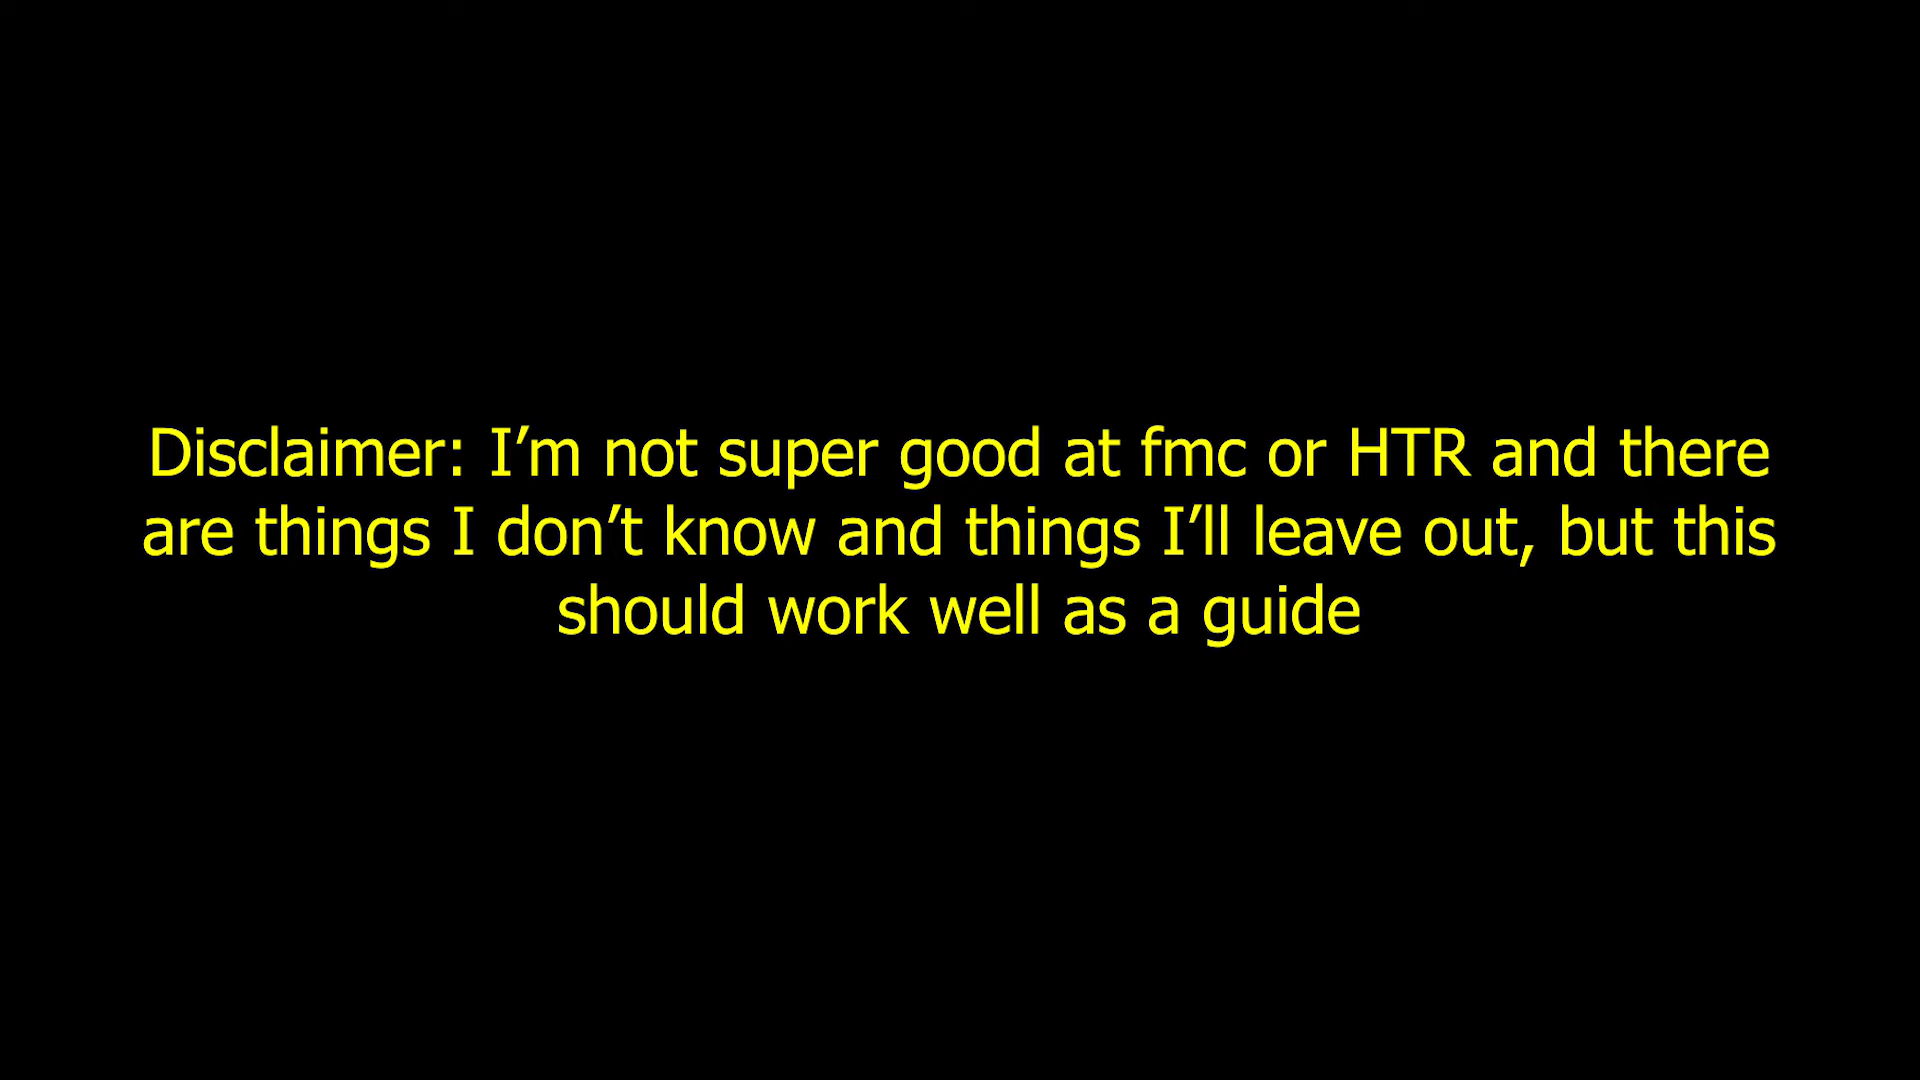 Disclaimer: I’m not super good at fmc or HTR and there
are things I don’t know and things I’ll leave out, but this
should work well as a guide